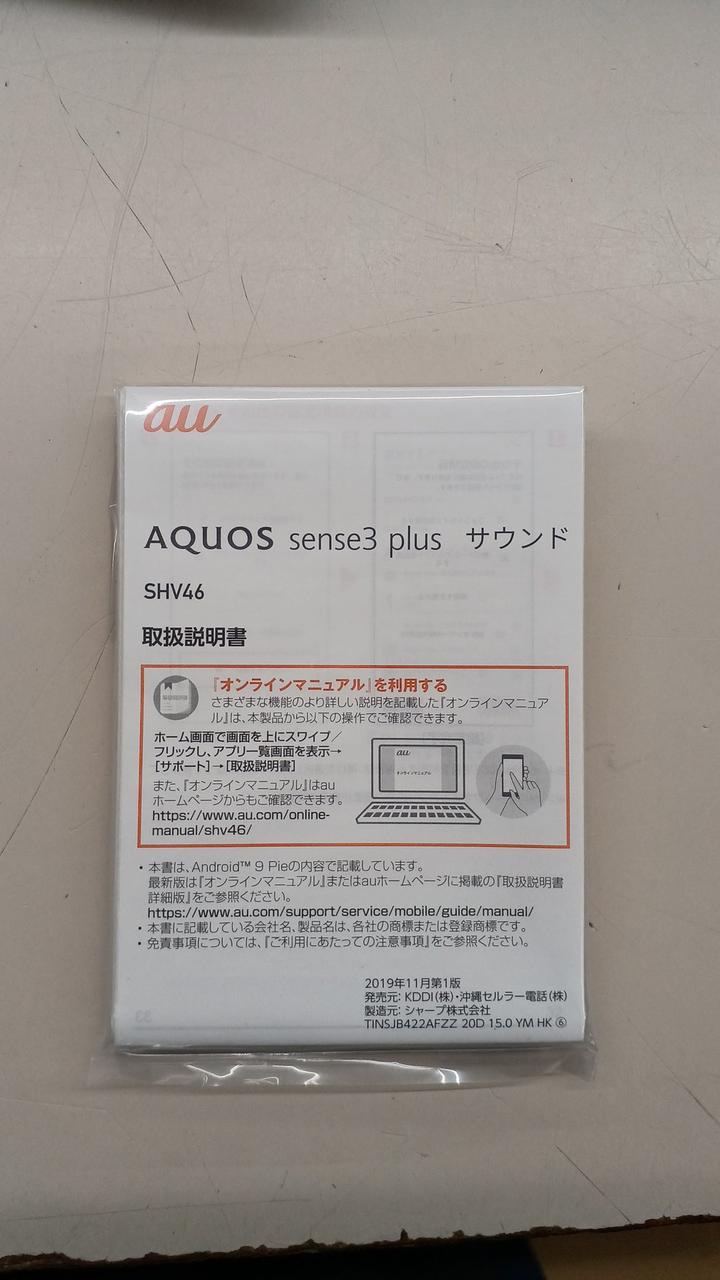 au
AQUOS sense3 plus サウンド
SHV46
取扱説明書
『オンラインマニュアル』を利用する
さまざまな機能のより詳しい説明を記載した『オンラインマニュア
ル』は、本製品から以下の操作でご確認できます。
ホーム画面で画面を上にスワイプ／
フリックし、アプリ一覧画面を表示→
[サポート]→[取扱説明書]
また、『オンラインマニュアル』はau
ホームページからもご確認できます。
https://www.au.com/online-
manual/shv46/
au
オンラインマニュアル
・本書は、Android™ 9 Pieの内容で記載しています。
最新版は『オンラインマニュアル』またはauホームページに掲載の『取扱説明書
詳細版』をご参照ください。
https://www.au.com/support/service/mobile/guide/manual/
・本書に記載している会社名、製品名は、各社の商標または登録商標です。
・免責事項については、『ご利用にあたっての注意事項』をご参照ください。
2019年11月第1版
発売元：KDDI（株）・沖縄セルラー電話（株）
製造元：シャープ株式会社
TINSJB422AFZZ 20D 15.0 YM HK ⑥